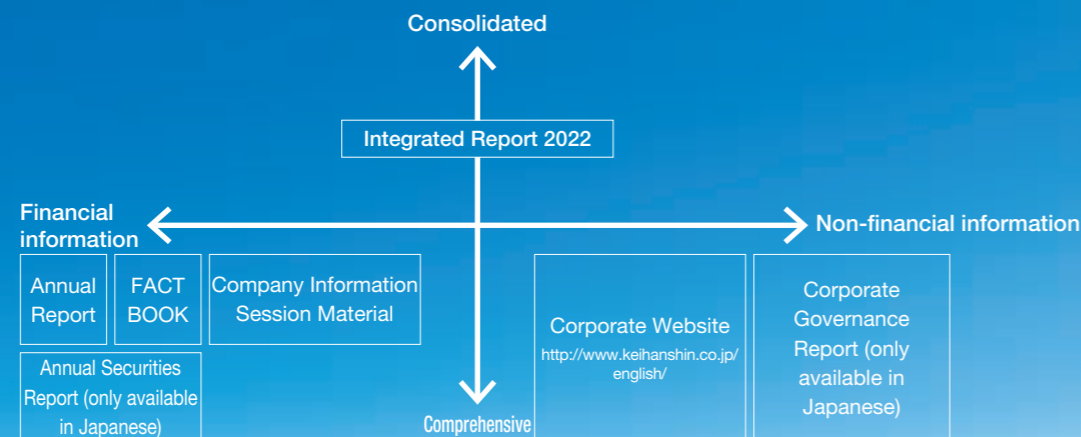 Consolidated
Integrated Report 2022
Financial
information
Non-financial information
Annual
Report
FACT
BOOK
Company Information
Session Material
Annual Securities
Report (only available
in Japanese)
Corporate Website
http://www.keihanshin.co.jp/
english/
Corporate
Governance
Report (only
available in
Japanese)
Comprehensive